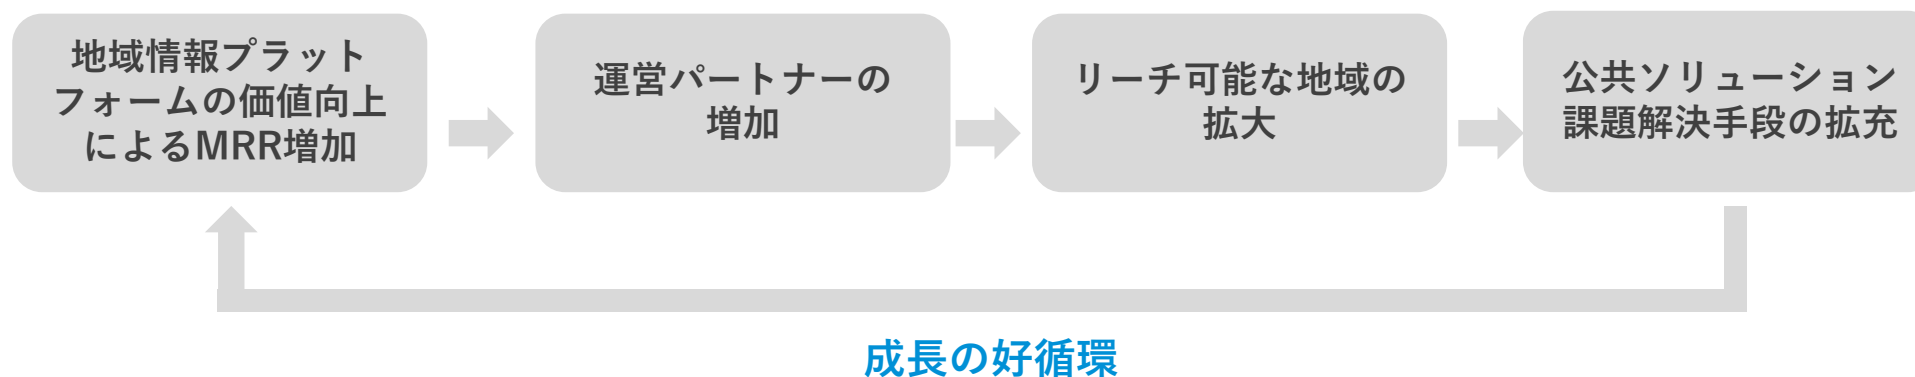 地域情報プラット
フォームの価値向上
によるMRR増加
運営パートナーの
増加
リーチ可能な地域の
拡大
公共ソリューション
課題解決手段の拡充
成長の好循環